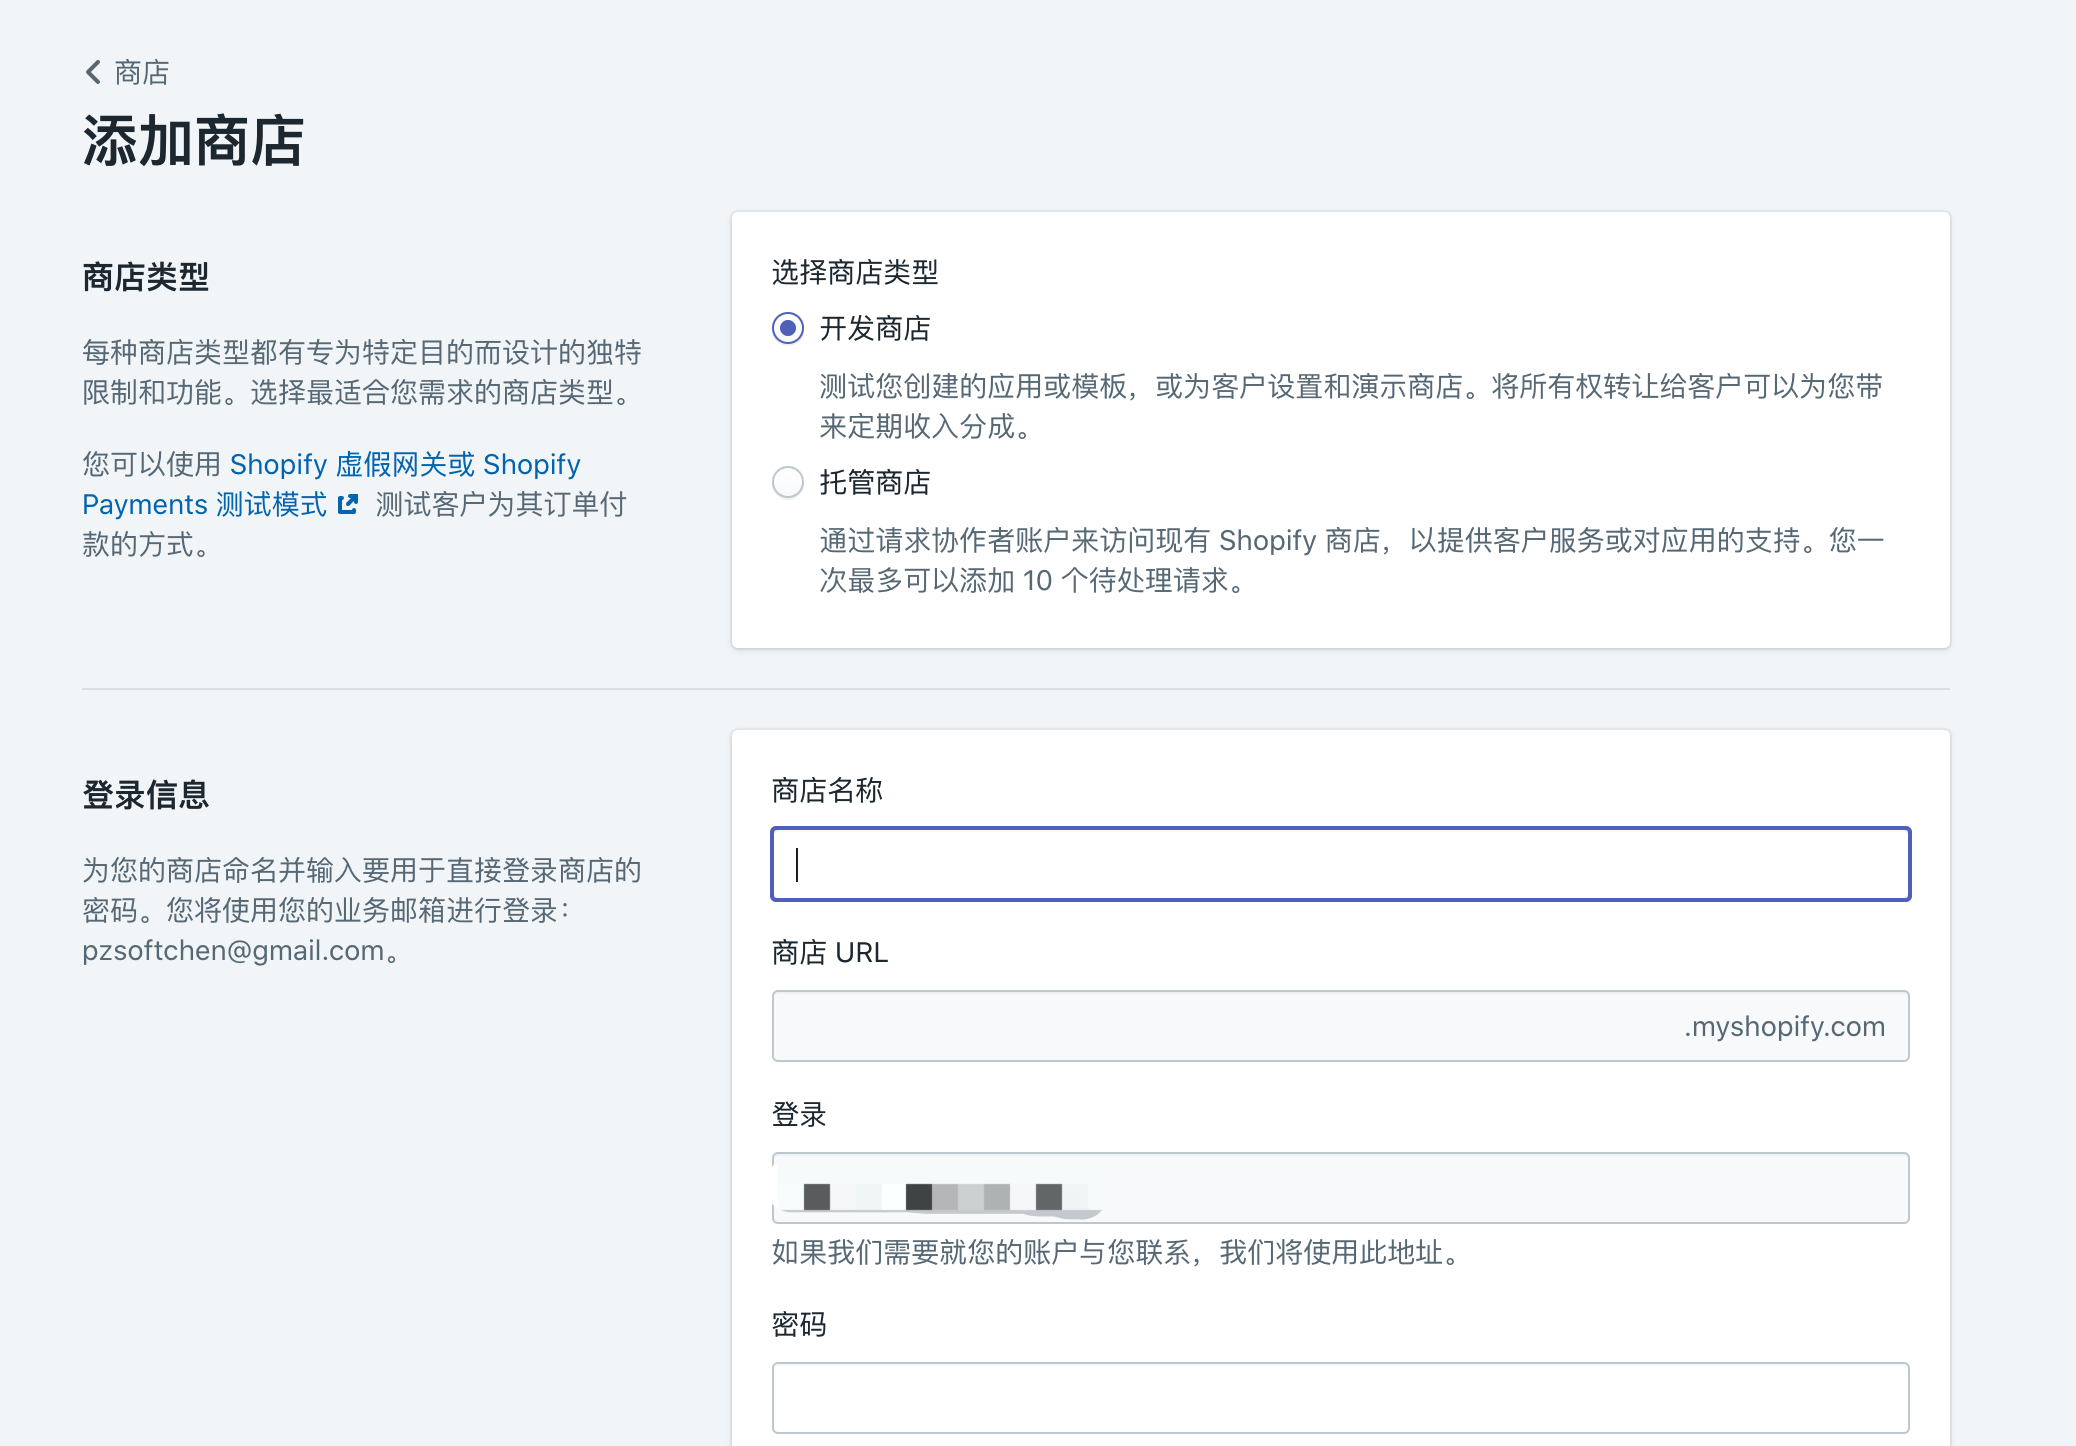 商店
添加商店
商店类型
每种商店类型都有专为特定目的而设计的独特
限制和功能。选择最适合您需求的商店类型。
您可以使用 Shopify 虚假网关或 Shopify
Payments 测试模式 测试客户为其订单付
款的方式。
选择商店类型
开发商店
测试您创建的应用或模板，或为客户设置和演示商店。将所有权转让给客户可以为您带
来定期收入分成。
托管商店
通过请求协作者账户来访问现有 Shopify 商店，以提供客户服务或对应用的支持。您一
次最多可以添加 10 个待处理请求。
登录信息
为您的商店命名并输入要用于直接登录商店的
密码。您将使用您的业务邮箱进行登录：
pzsoftchen@gmail.com。
商店名称
商店 URL
.myshopify.com
登录
如果我们需要就您的账户与您联系，我们将使用此地址。
密码